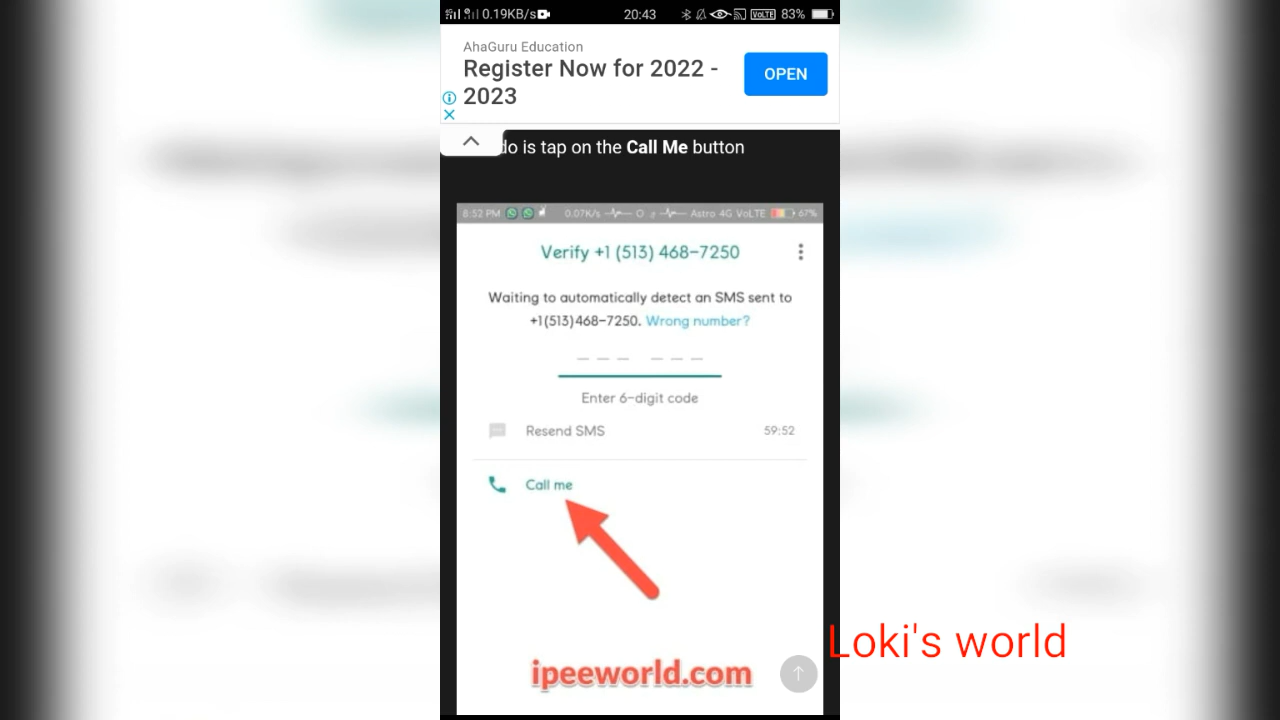 0.19KB/s 20:43 VoLTE 83%
AhaGuru Education
Register Now for 2022 -
2023
OPEN
do is tap on the Call Me button
8:52 PM 0.07K/s Astro 4G VoLTE 67%
Verify +1 (513) 468-7250
Waiting to automatically detect an SMS sent to
+1(513)468-7250. Wrong number?
Enter 6-digit code
Resend SMS 59:52
Call me
Loki's world
ipeeworld.com